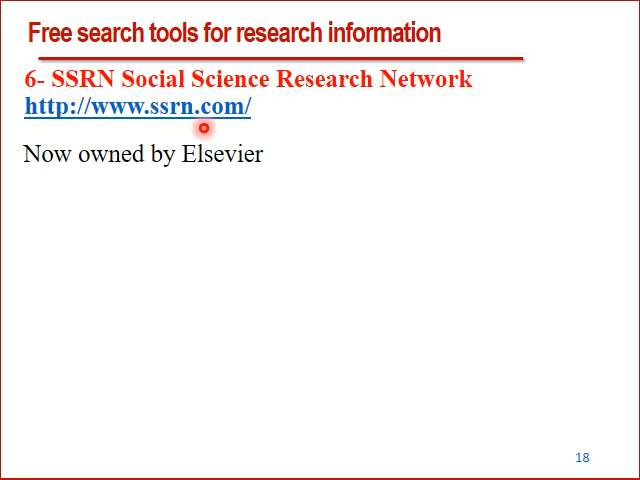 Free search tools for research information
6- SSRN Social Science Research Network
http://www.ssrn.com/
Now owned by Elsevier
18